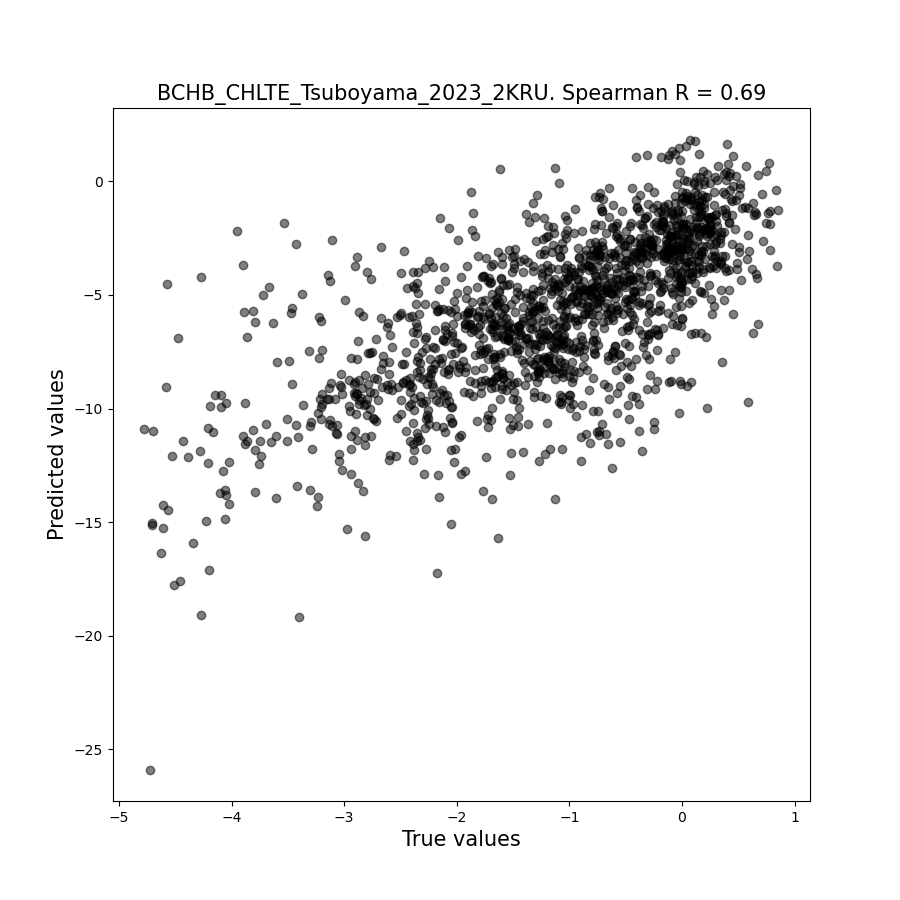 BCHB_CHLTE_Tsuboyama_2023_2KRU. Spearman R = 0.69
Predicted values
0
−5
−10
−15
−20
−25
−5 −4 −3 −2 −1 0 1
True values